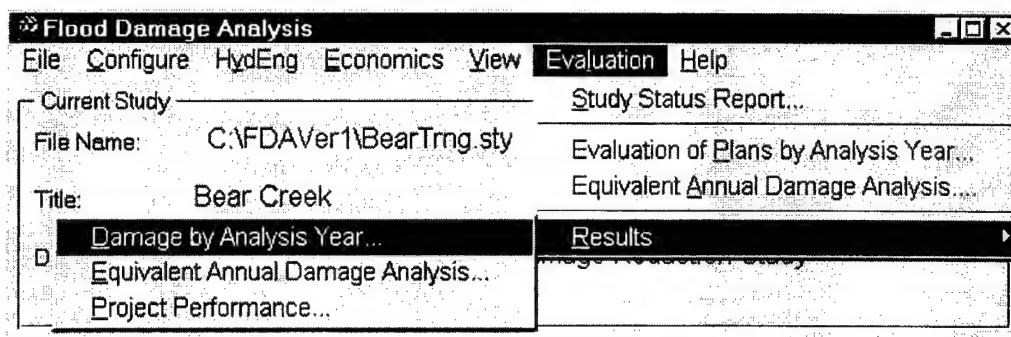 Flood Damage Analysis
File Configure HydEng Economics View Evaluation Help
Current Study
Study Status Report...
File Name: C:\FDAVer1\BearTrng.sty
Evaluation of Plans by Analysis Year...
Title: Bear Creek
Equivalent Annual Damage Analysis...
Damage by Analysis Year...
Results
D
Equivalent Annual Damage Analysis...
Project Performance...